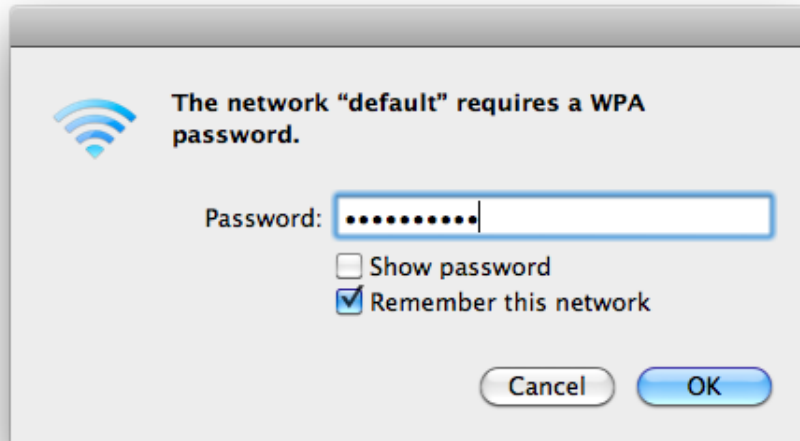 The network “default” requires a WPA
password.
Password: ••••••••••
Show password
Remember this network
Cancel OK